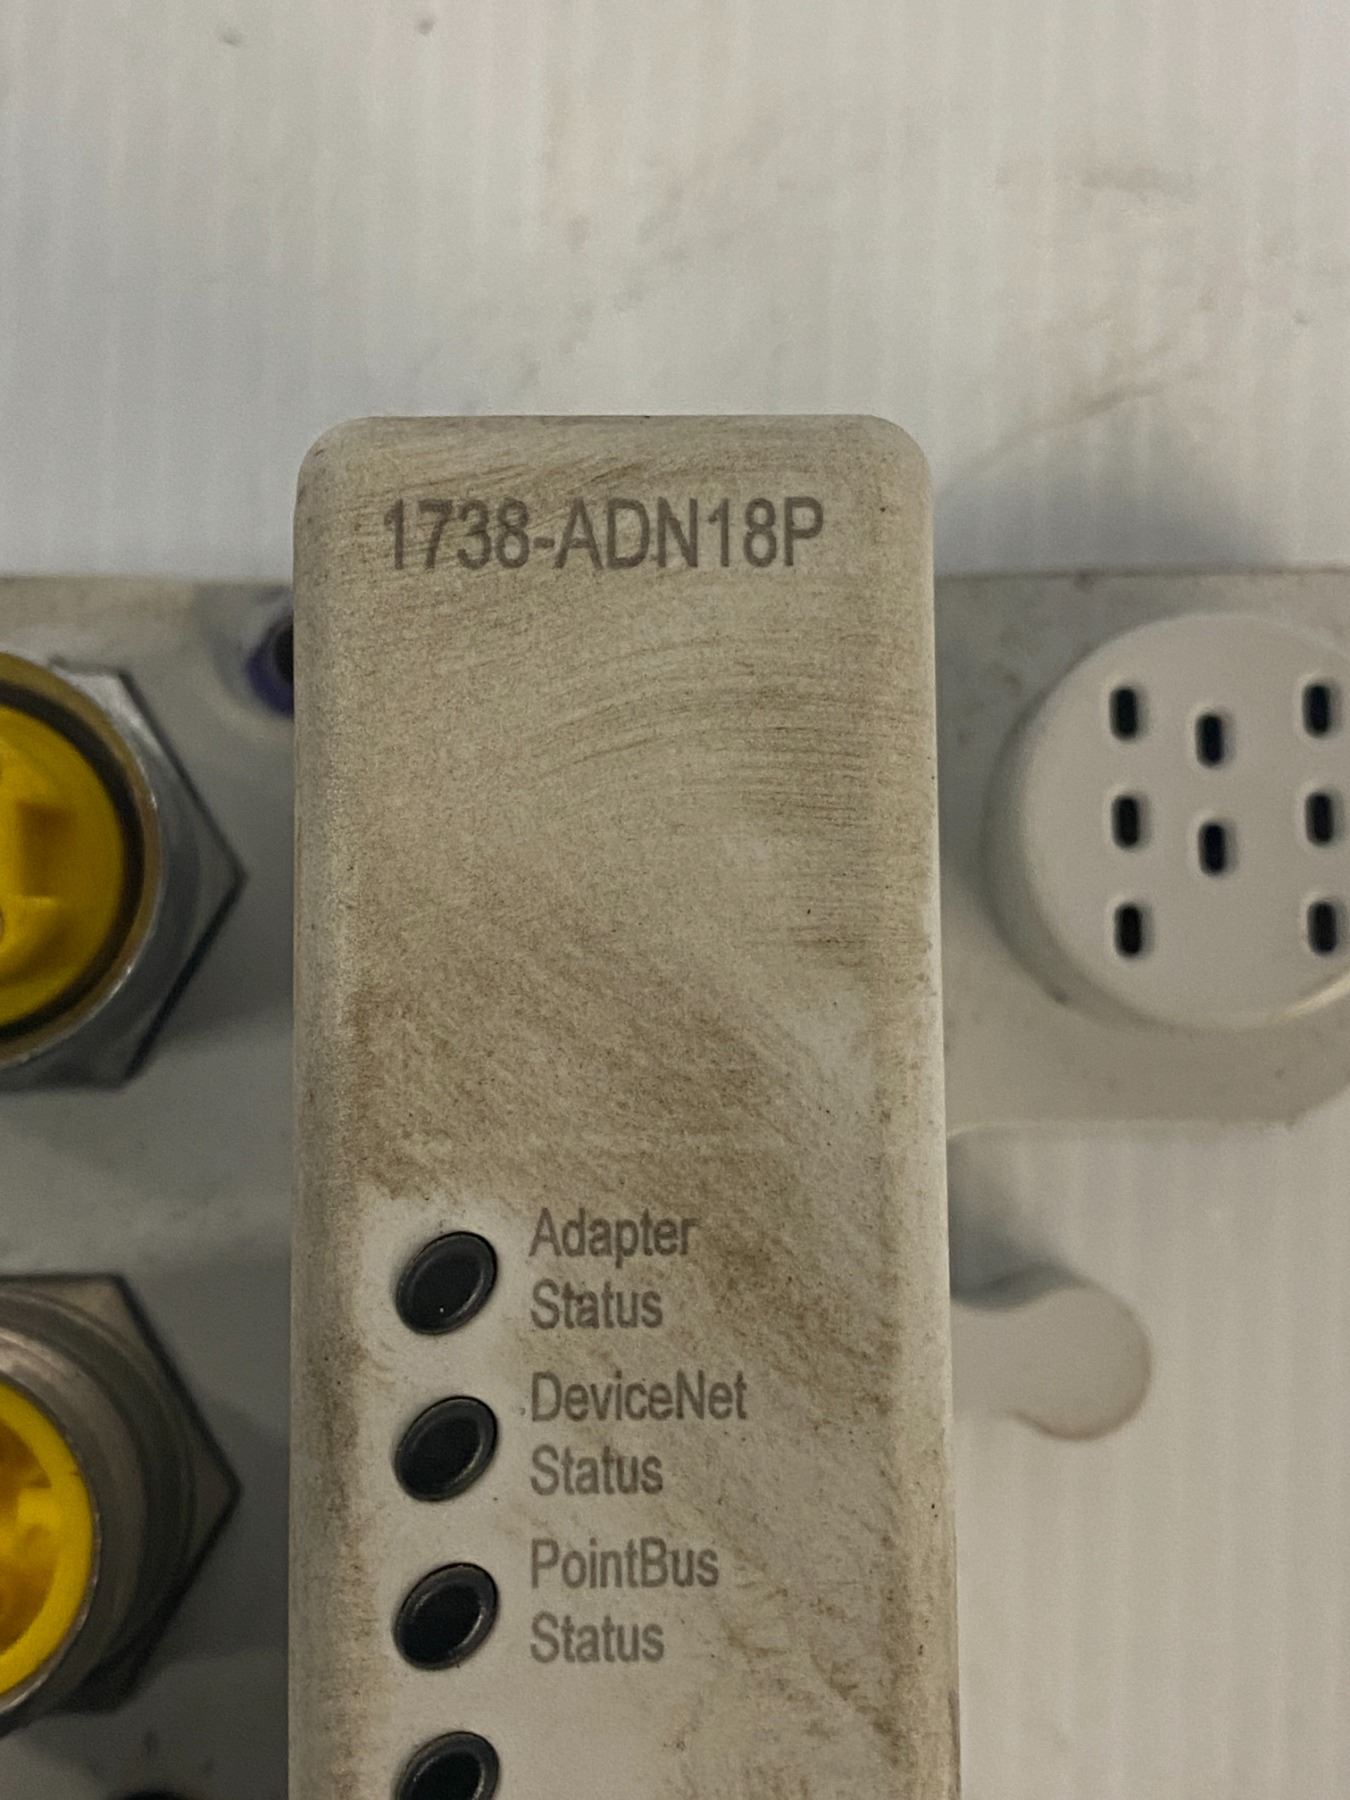 1738-ADN18P
Adapter
Status
DeviceNet
Status
PointBus
Status